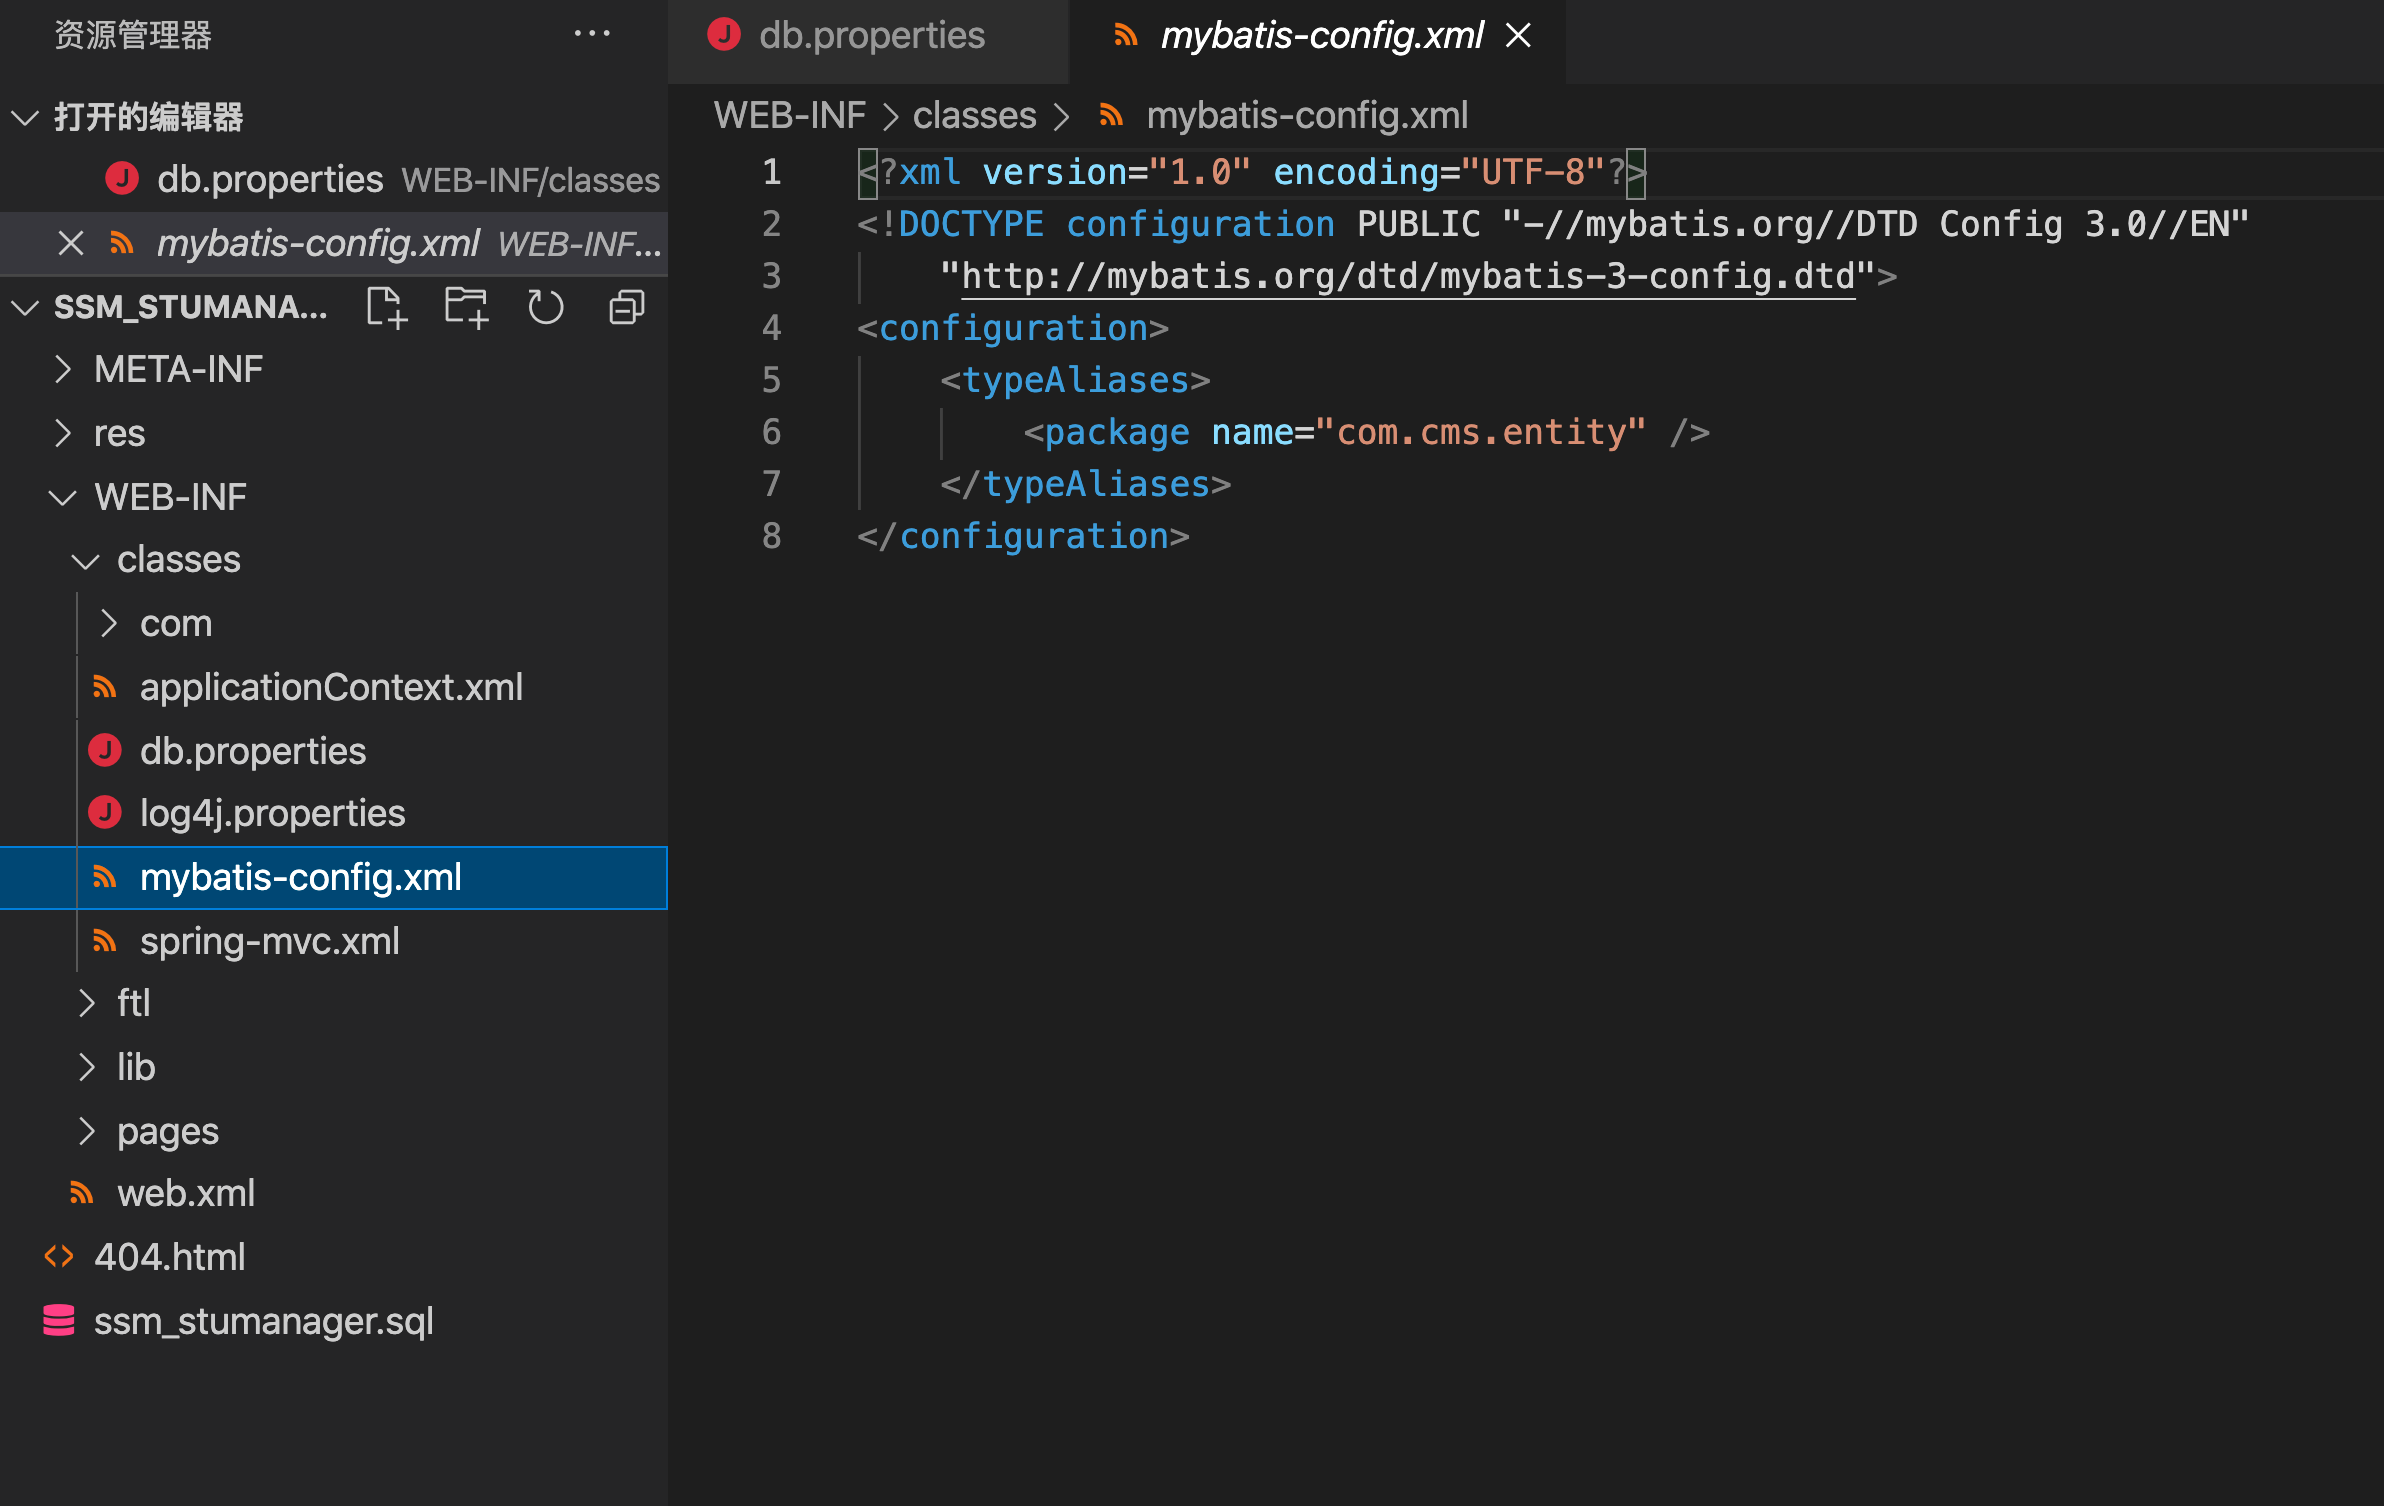 资源管理器
打开的编辑器
db.properties WEB-INF/classes
mybatis-config.xml WEB-INF...
SSM_STUMANA...
META-INF
res
WEB-INF
classes
com
applicationContext.xml
db.properties
log4j.properties
mybatis-config.xml
spring-mvc.xml
ftl
lib
pages
web.xml
404.html
ssm_stumanager.sql
db.properties
mybatis-config.xml
WEB-INF > classes > mybatis-config.xml
1 <?xml version="1.0" encoding="UTF-8"?>
2 <!DOCTYPE configuration PUBLIC "-//mybatis.org//DTD Config 3.0//EN"
3 "http://mybatis.org/dtd/mybatis-3-config.dtd">
4 <configuration>
5 <typeAliases>
6 <package name="com.cms.entity" />
7 </typeAliases>
8 </configuration>